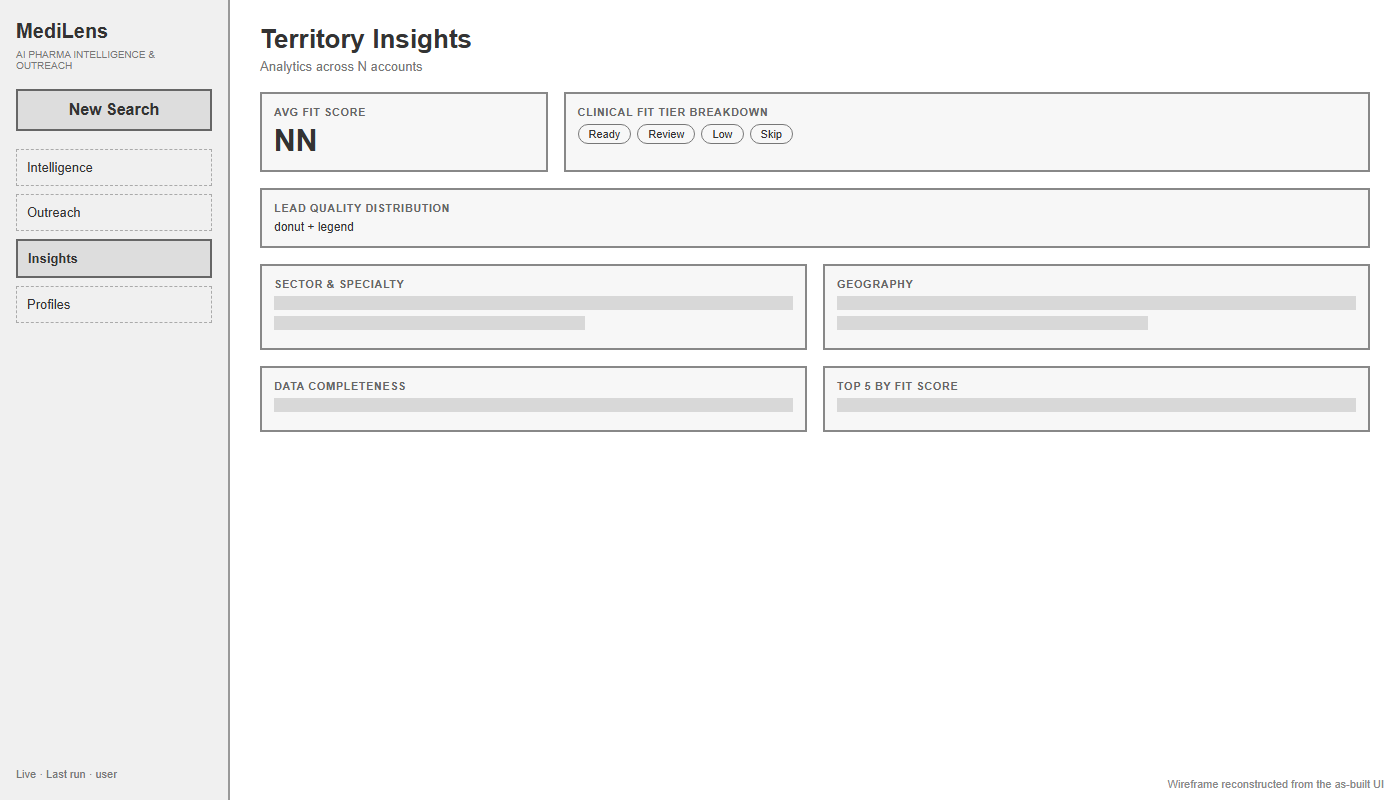 MediLens
AI PHARMA INTELLIGENCE &
OUTREACH
New Search
Intelligence
Outreach
Insights
Profiles
Live · Last run · user
Territory Insights
Analytics across N accounts
AVG FIT SCORE
NN
CLINICAL FIT TIER BREAKDOWN
Ready Review Low Skip
LEAD QUALITY DISTRIBUTION
donut + legend
SECTOR & SPECIALTY
GEOGRAPHY
DATA COMPLETENESS
TOP 5 BY FIT SCORE
Wireframe reconstructed from the as-built UI